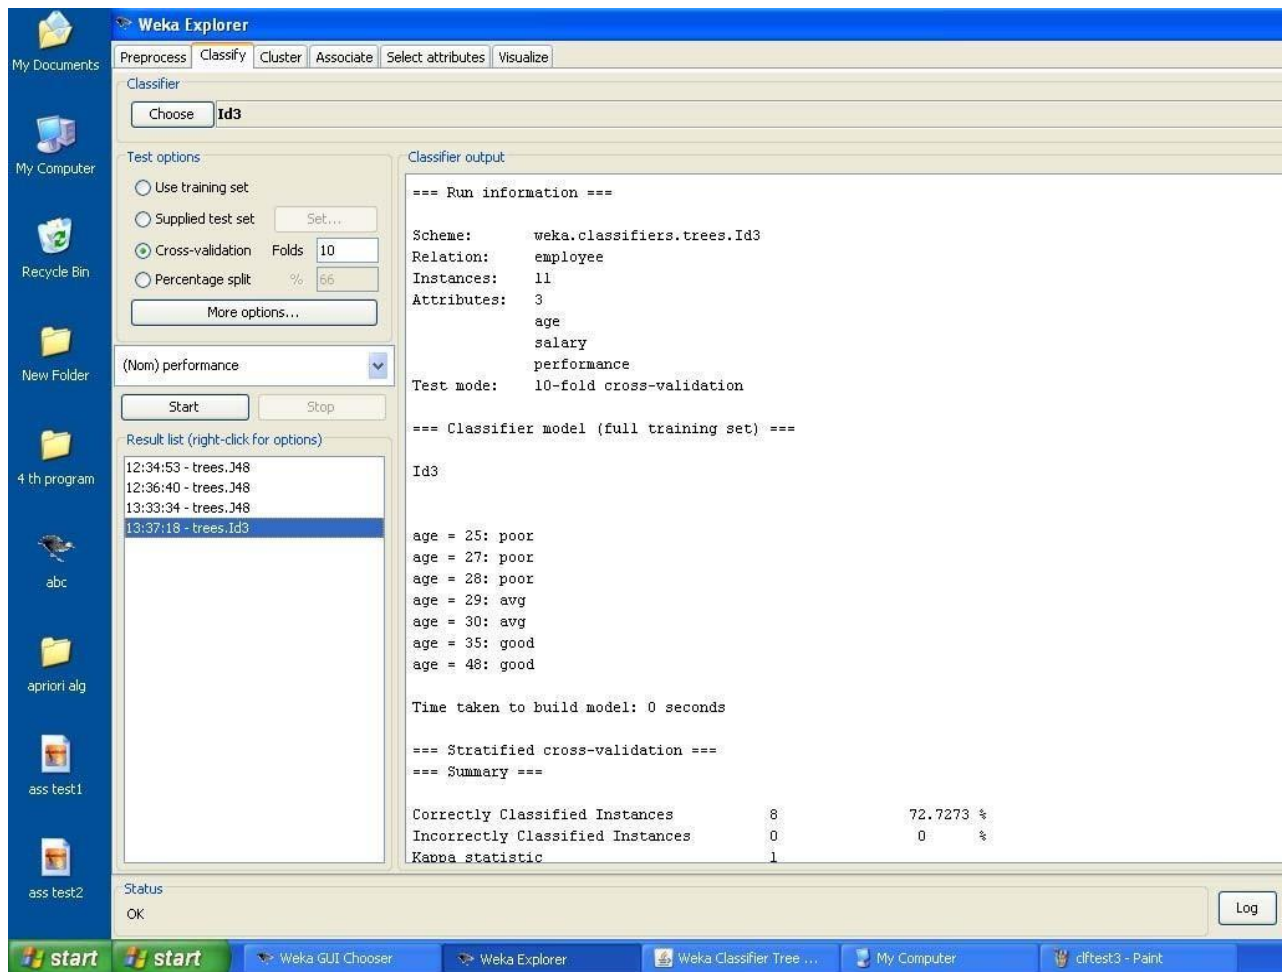 My Documents
My Computer
Recycle Bin
New Folder
4 th program
abc
apriori alg
ass test1
ass test2
Weka Explorer
Preprocess Classify Cluster Associate Select attributes Visualize
Classifier
Choose Id3
Test options
Use training set
Supplied test set Set...
Cross-validation Folds 10
Percentage split % 66
More options...
(Nom) performance
Start Stop
Result list (right-click for options)
12:34:53 - trees.J48
12:36:40 - trees.J48
13:33:34 - trees.J48
13:37:18 - trees.Id3
Classifier output
=== Run information ===
Scheme: weka.classifiers.trees.Id3
Relation: employee
Instances: 11
Attributes: 3
age
salary
performance
Test mode: 10-fold cross-validation
=== Classifier model (full training set) ===
Id3
age = 25: poor
age = 27: poor
age = 28: poor
age = 29: avg
age = 30: avg
age = 35: good
age = 48: good
Time taken to build model: 0 seconds
=== Stratified cross-validation ===
=== Summary ===
Correctly Classified Instances 8 72.7273 %
Incorrectly Classified Instances 0 0 %
Kappa statistic 1
Status
OK
Log
start start Weka GUI Chooser Weka Explorer Weka Classifier Tree ... My Computer clftest3 - Paint